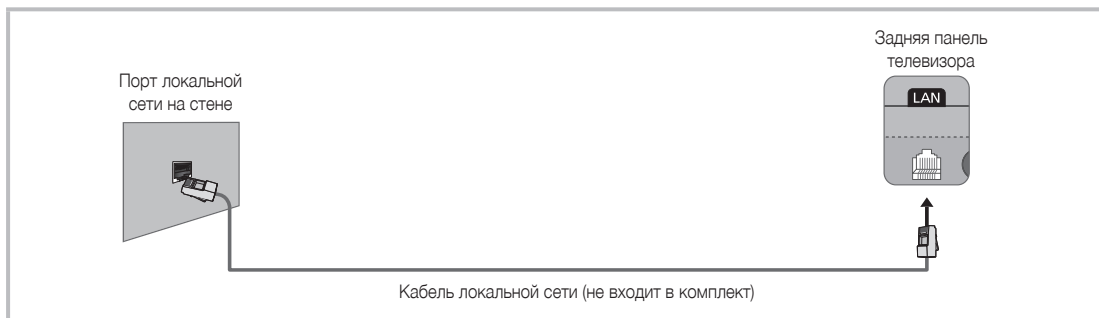 Порт локальной
сети на стене
Задняя панель
телевизора
LAN
Кабель локальной сети (не входит в комплект)